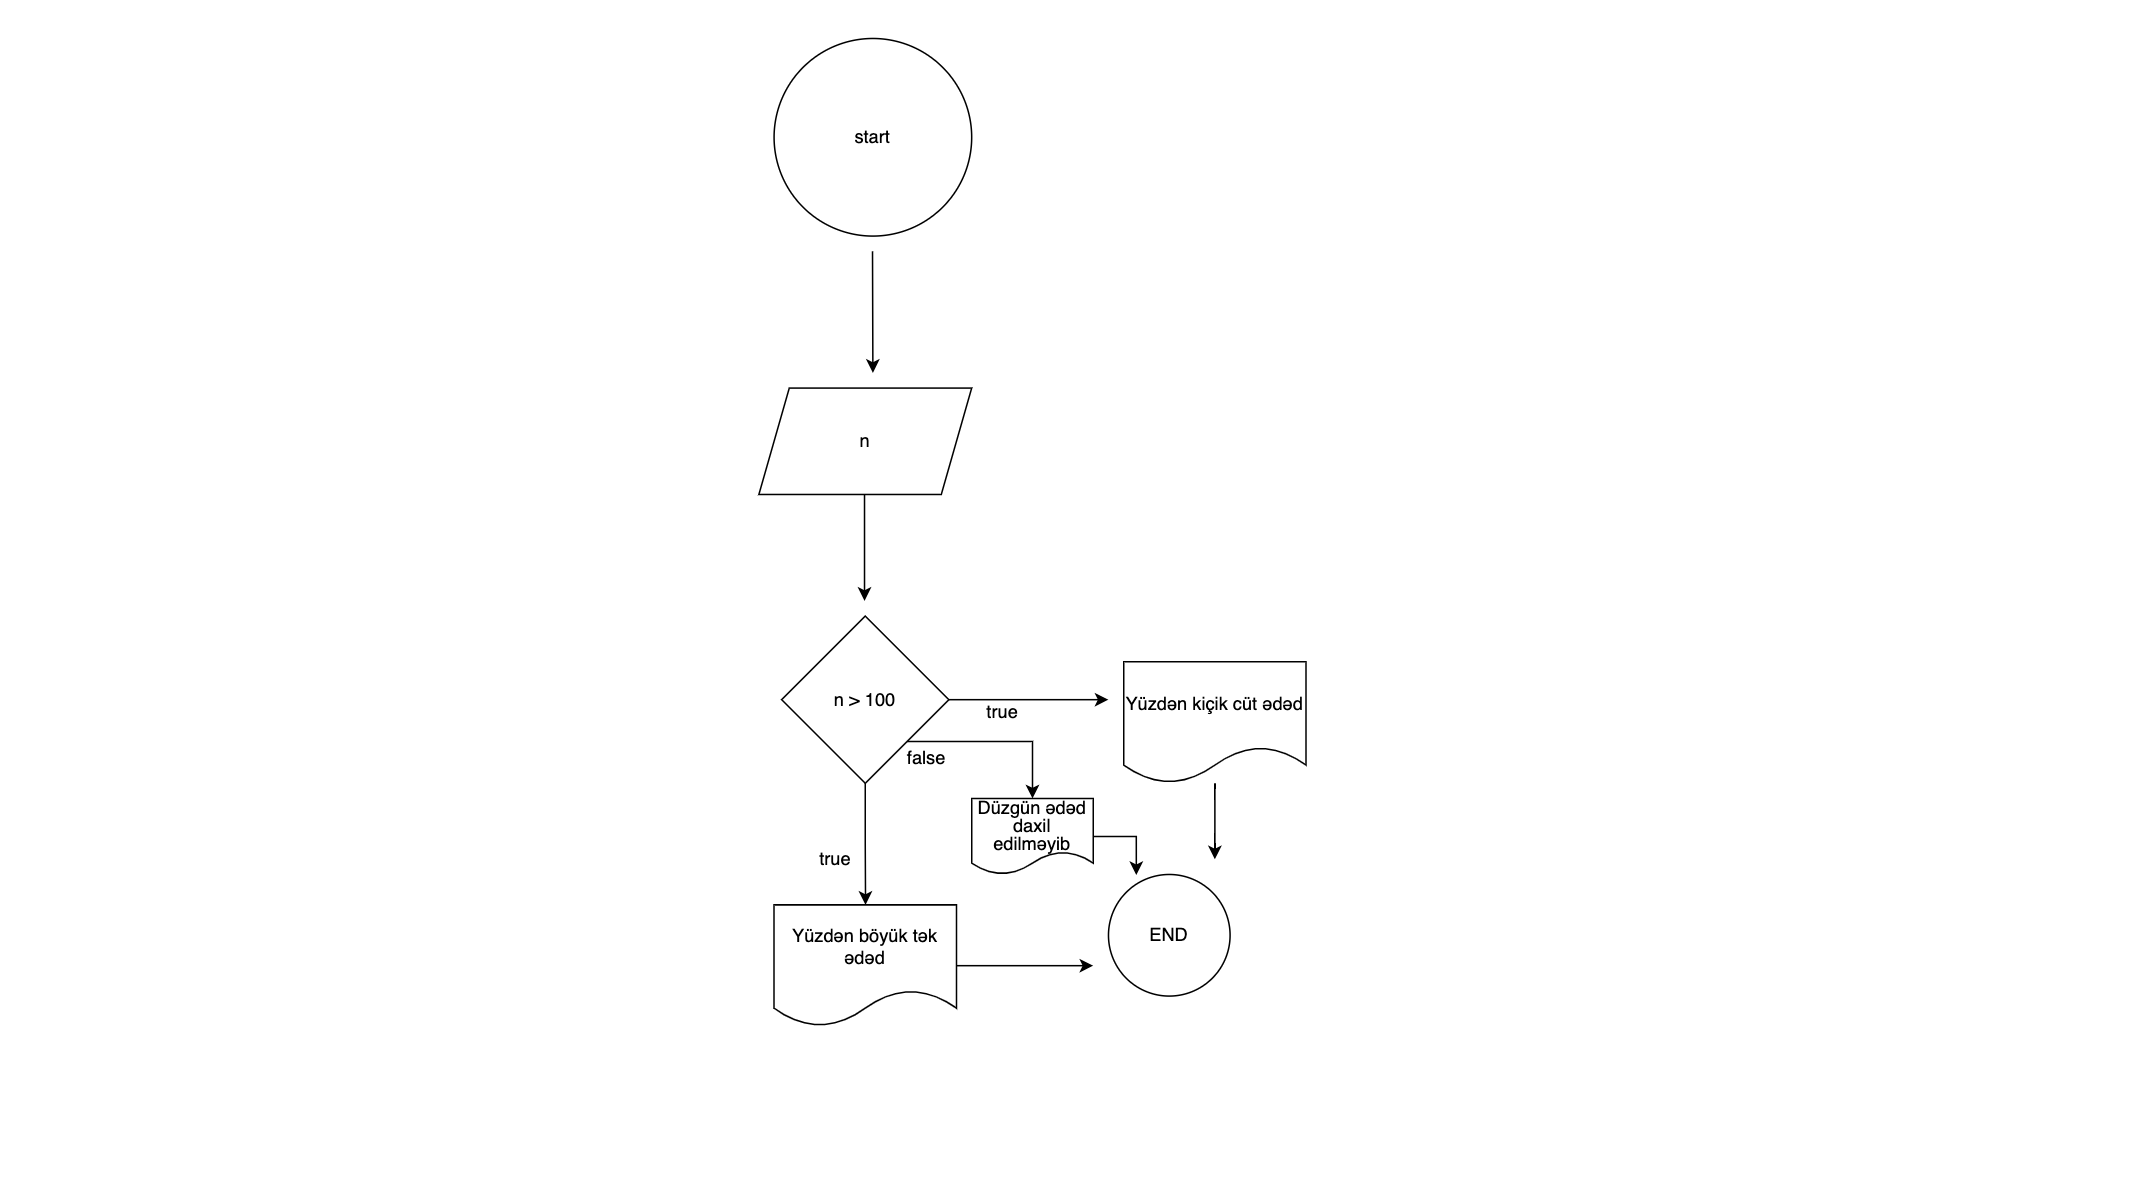 start
n
n > 100
true
Yüzdən kiçik cüt ədəd
false
Düzgün ədəd
daxil
edilməyib
true
Yüzdən böyük tək
ədəd
END